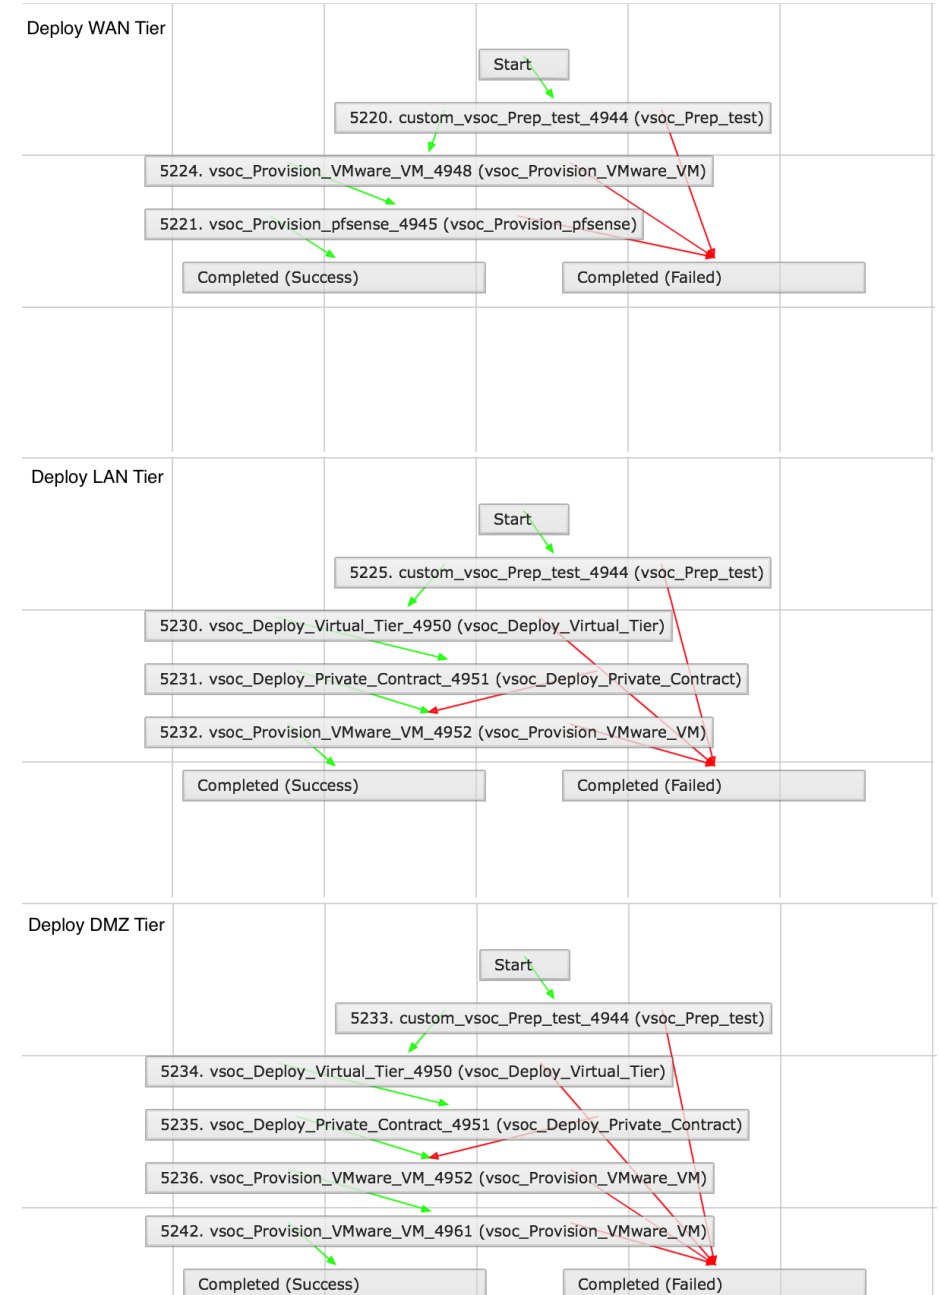 Deploy WAN Tier
Start
5220. custom_vsoc_Prep_test_4944 (vsoc_Prep_test)
5224. vsoc_Provision_VMware_VM_4948 (vsoc_Provision_VMware_VM)
5221. vsoc_Provision_pfsense_4945 (vsoc_Provision_pfsense)
Completed (Success)
Completed (Failed)
Deploy LAN Tier
Start
5225. custom_vsoc_Prep_test_4944 (vsoc_Prep_test)
5230. vsoc_Deploy_Virtual_Tier_4950 (vsoc_Deploy_Virtual_Tier)
5231. vsoc_Deploy_Private_Contract_4951 (vsoc_Deploy_Private_Contract)
5232. vsoc_Provision_VMware_VM_4952 (vsoc_Provision_VMware_VM)
Completed (Success)
Completed (Failed)
Deploy DMZ Tier
Start
5233. custom_vsoc_Prep_test_4944 (vsoc_Prep_test)
5234. vsoc_Deploy_Virtual_Tier_4950 (vsoc_Deploy_Virtual_Tier)
5235. vsoc_Deploy_Private_Contract_4951 (vsoc_Deploy_Private_Contract)
5236. vsoc_Provision_VMware_VM_4952 (vsoc_Provision_VMware_VM)
5242. vsoc_Provision_VMware_VM_4961 (vsoc_Provision_VMware_VM)
Completed (Success)
Completed (Failed)